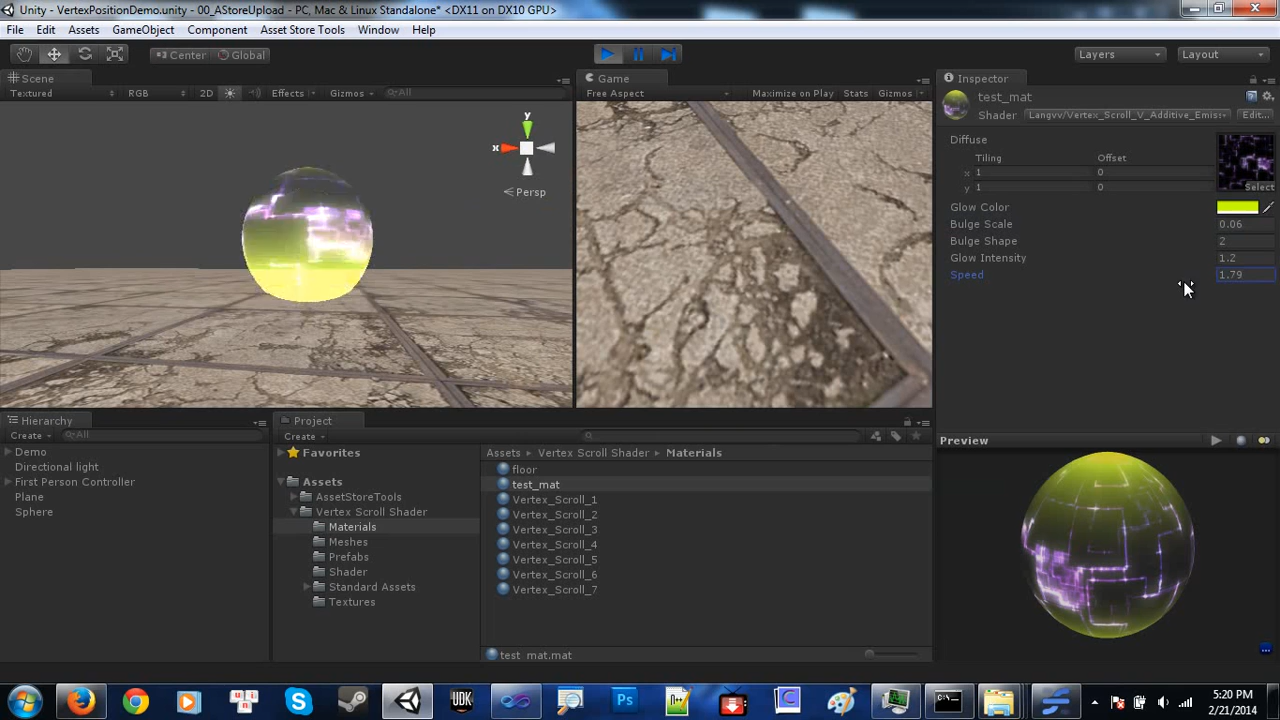 Unity - VertexPositionDemo.unity - 00_AStoreUpload - PC, Mac & Linux Standalone* <DX11 on DX10 GPU>
File Edit Assets GameObject Component Asset Store Tools Window Help
Center Global Layers Layout
Scene Game Inspector
Textured RGB 2D Effects Gizmos All Free Aspect Maximize on Play Stats Gizmos
test_mat
Shader Langvv/Vertex_Scroll_V_Additive_Emis: Edit...
y
x
Persp
Diffuse
Tiling Offset
x 1 0
y 1 0
Select
Glow Color
Bulge Scale 0.06
Bulge Shape 2
Glow Intensity 1.2
Speed 1.79
Hierarchy
Create All
Demo
Directional light
First Person Controller
Plane
Sphere
Project
Create
Favorites
Assets
AssetStoreTools
Vertex Scroll Shader
Materials
Meshes
Prefabs
Shader
Standard Assets
Textures
Assets Vertex Scroll Shader Materials
floor
test_mat
Vertex_Scroll_1
Vertex_Scroll_2
Vertex_Scroll_3
Vertex_Scroll_4
Vertex_Scroll_5
Vertex_Scroll_6
Vertex_Scroll_7
test_mat.mat
Preview
UDK
Ps
5:20 PM
2/21/2014